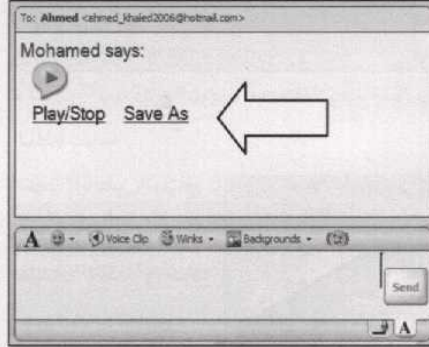 To: Ahmed <ahmed_khaled2006@hotmail.com>
Mohamed says:
Play/Stop Save As
A Voice Clip Winks Backgrounds
Send
A